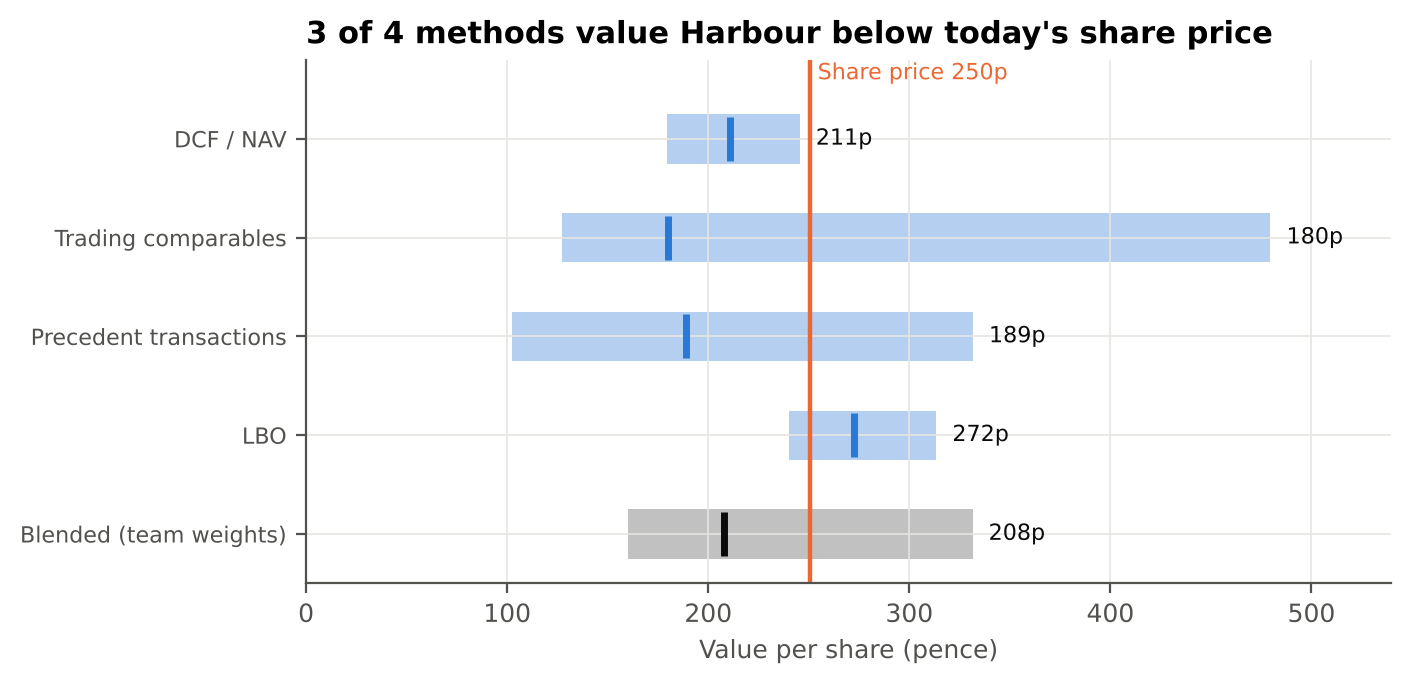 3 of 4 methods value Harbour below today's share price
Share price 250p
DCF / NAV
211p
Trading comparables
180p
Precedent transactions
189p
LBO
272p
Blended (team weights)
208p
0 100 200 300 400 500
Value per share (pence)